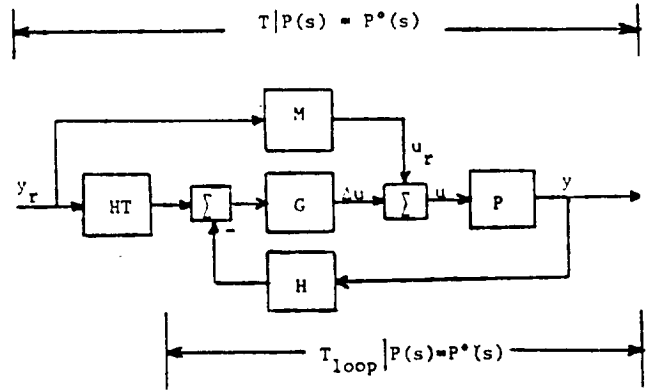 T|P(s) = P°(s)
M
u_r
y_r
HT
Σ
G
Δu
Σ
u
P
y
-
H
T_loop|P(s)=P°(s)